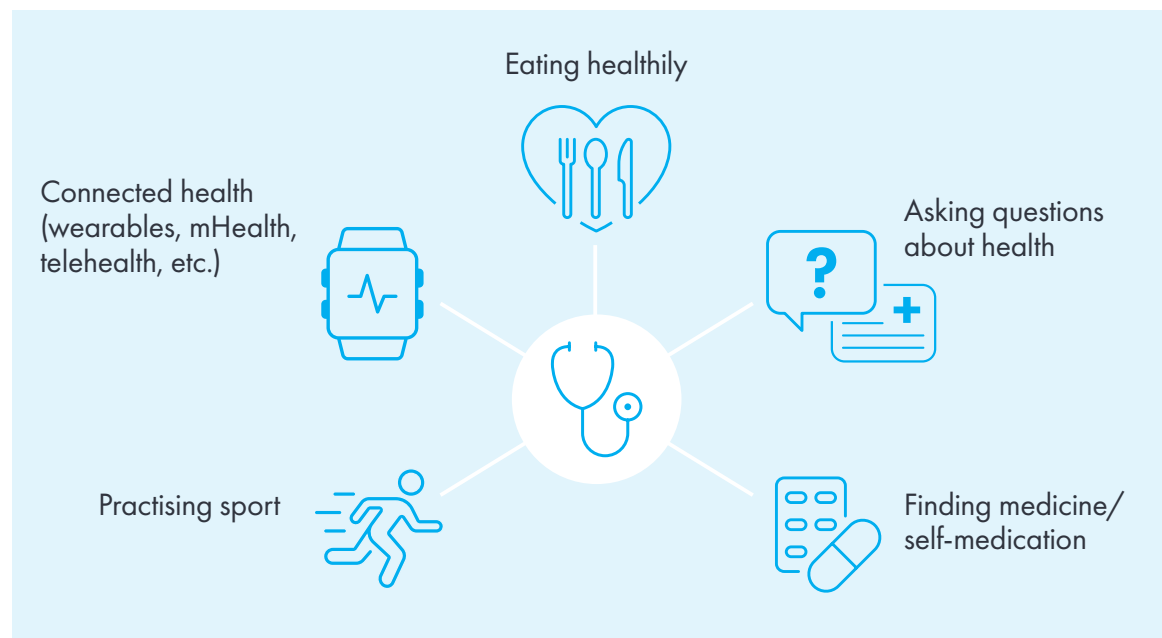 Eating healthily
Connected health
(wearables, mHealth,
telehealth, etc.)
Asking questions
about health
?
Practising sport
Finding medicine/
self-medication